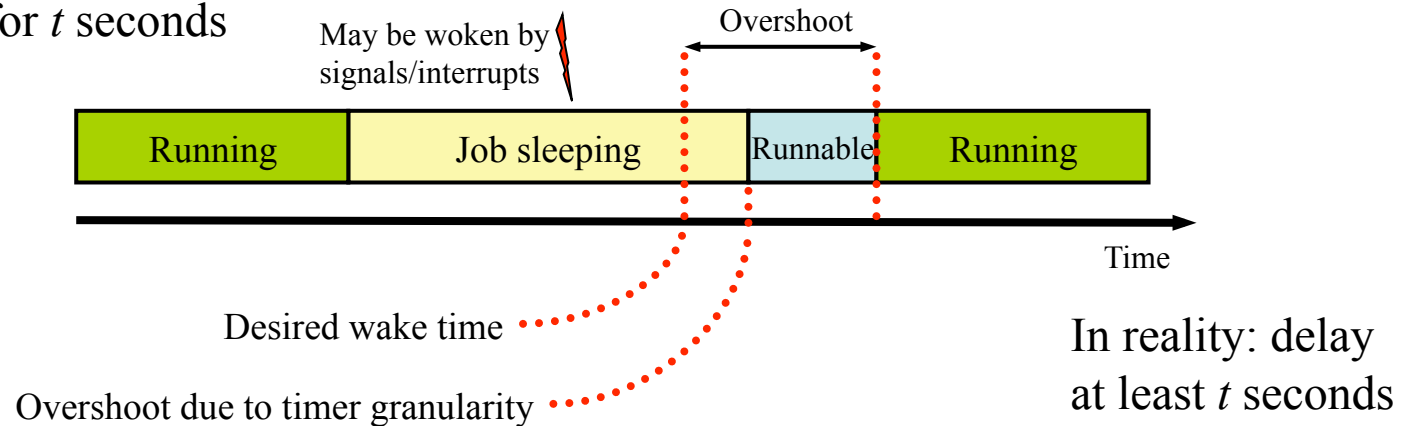 for t seconds
May be woken by
signals/interrupts
Overshoot
Running
Job sleeping
Runnable
Running
Time
Desired wake time
Overshoot due to timer granularity
In reality: delay
at least t seconds